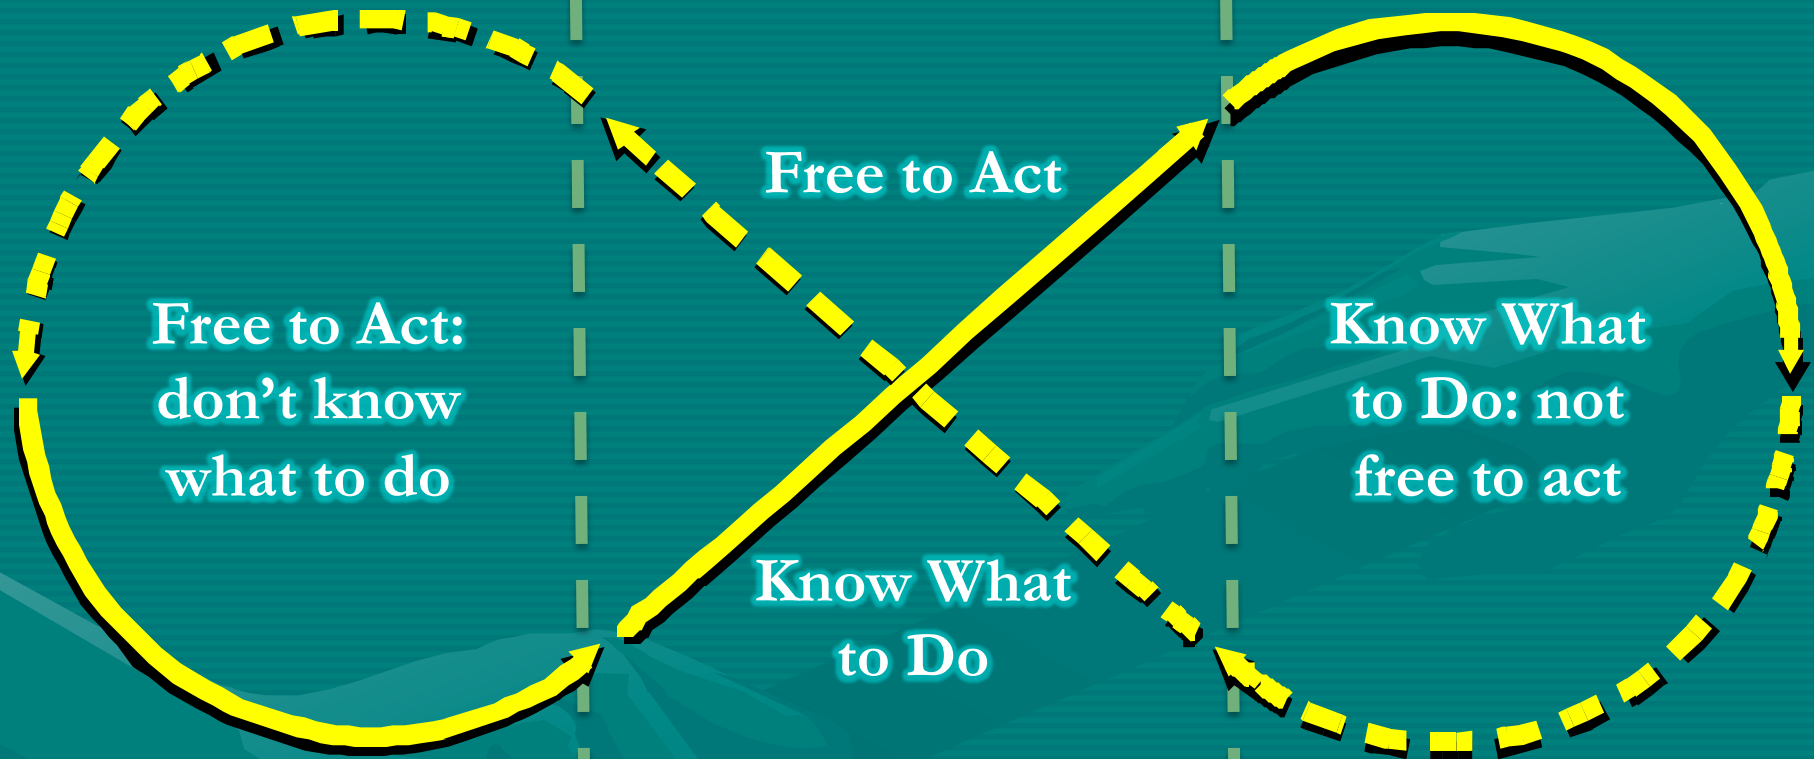 Free to Act
Free to Act:
don’t know
what to do
Know What
to Do: not
free to act
Know What
to Do